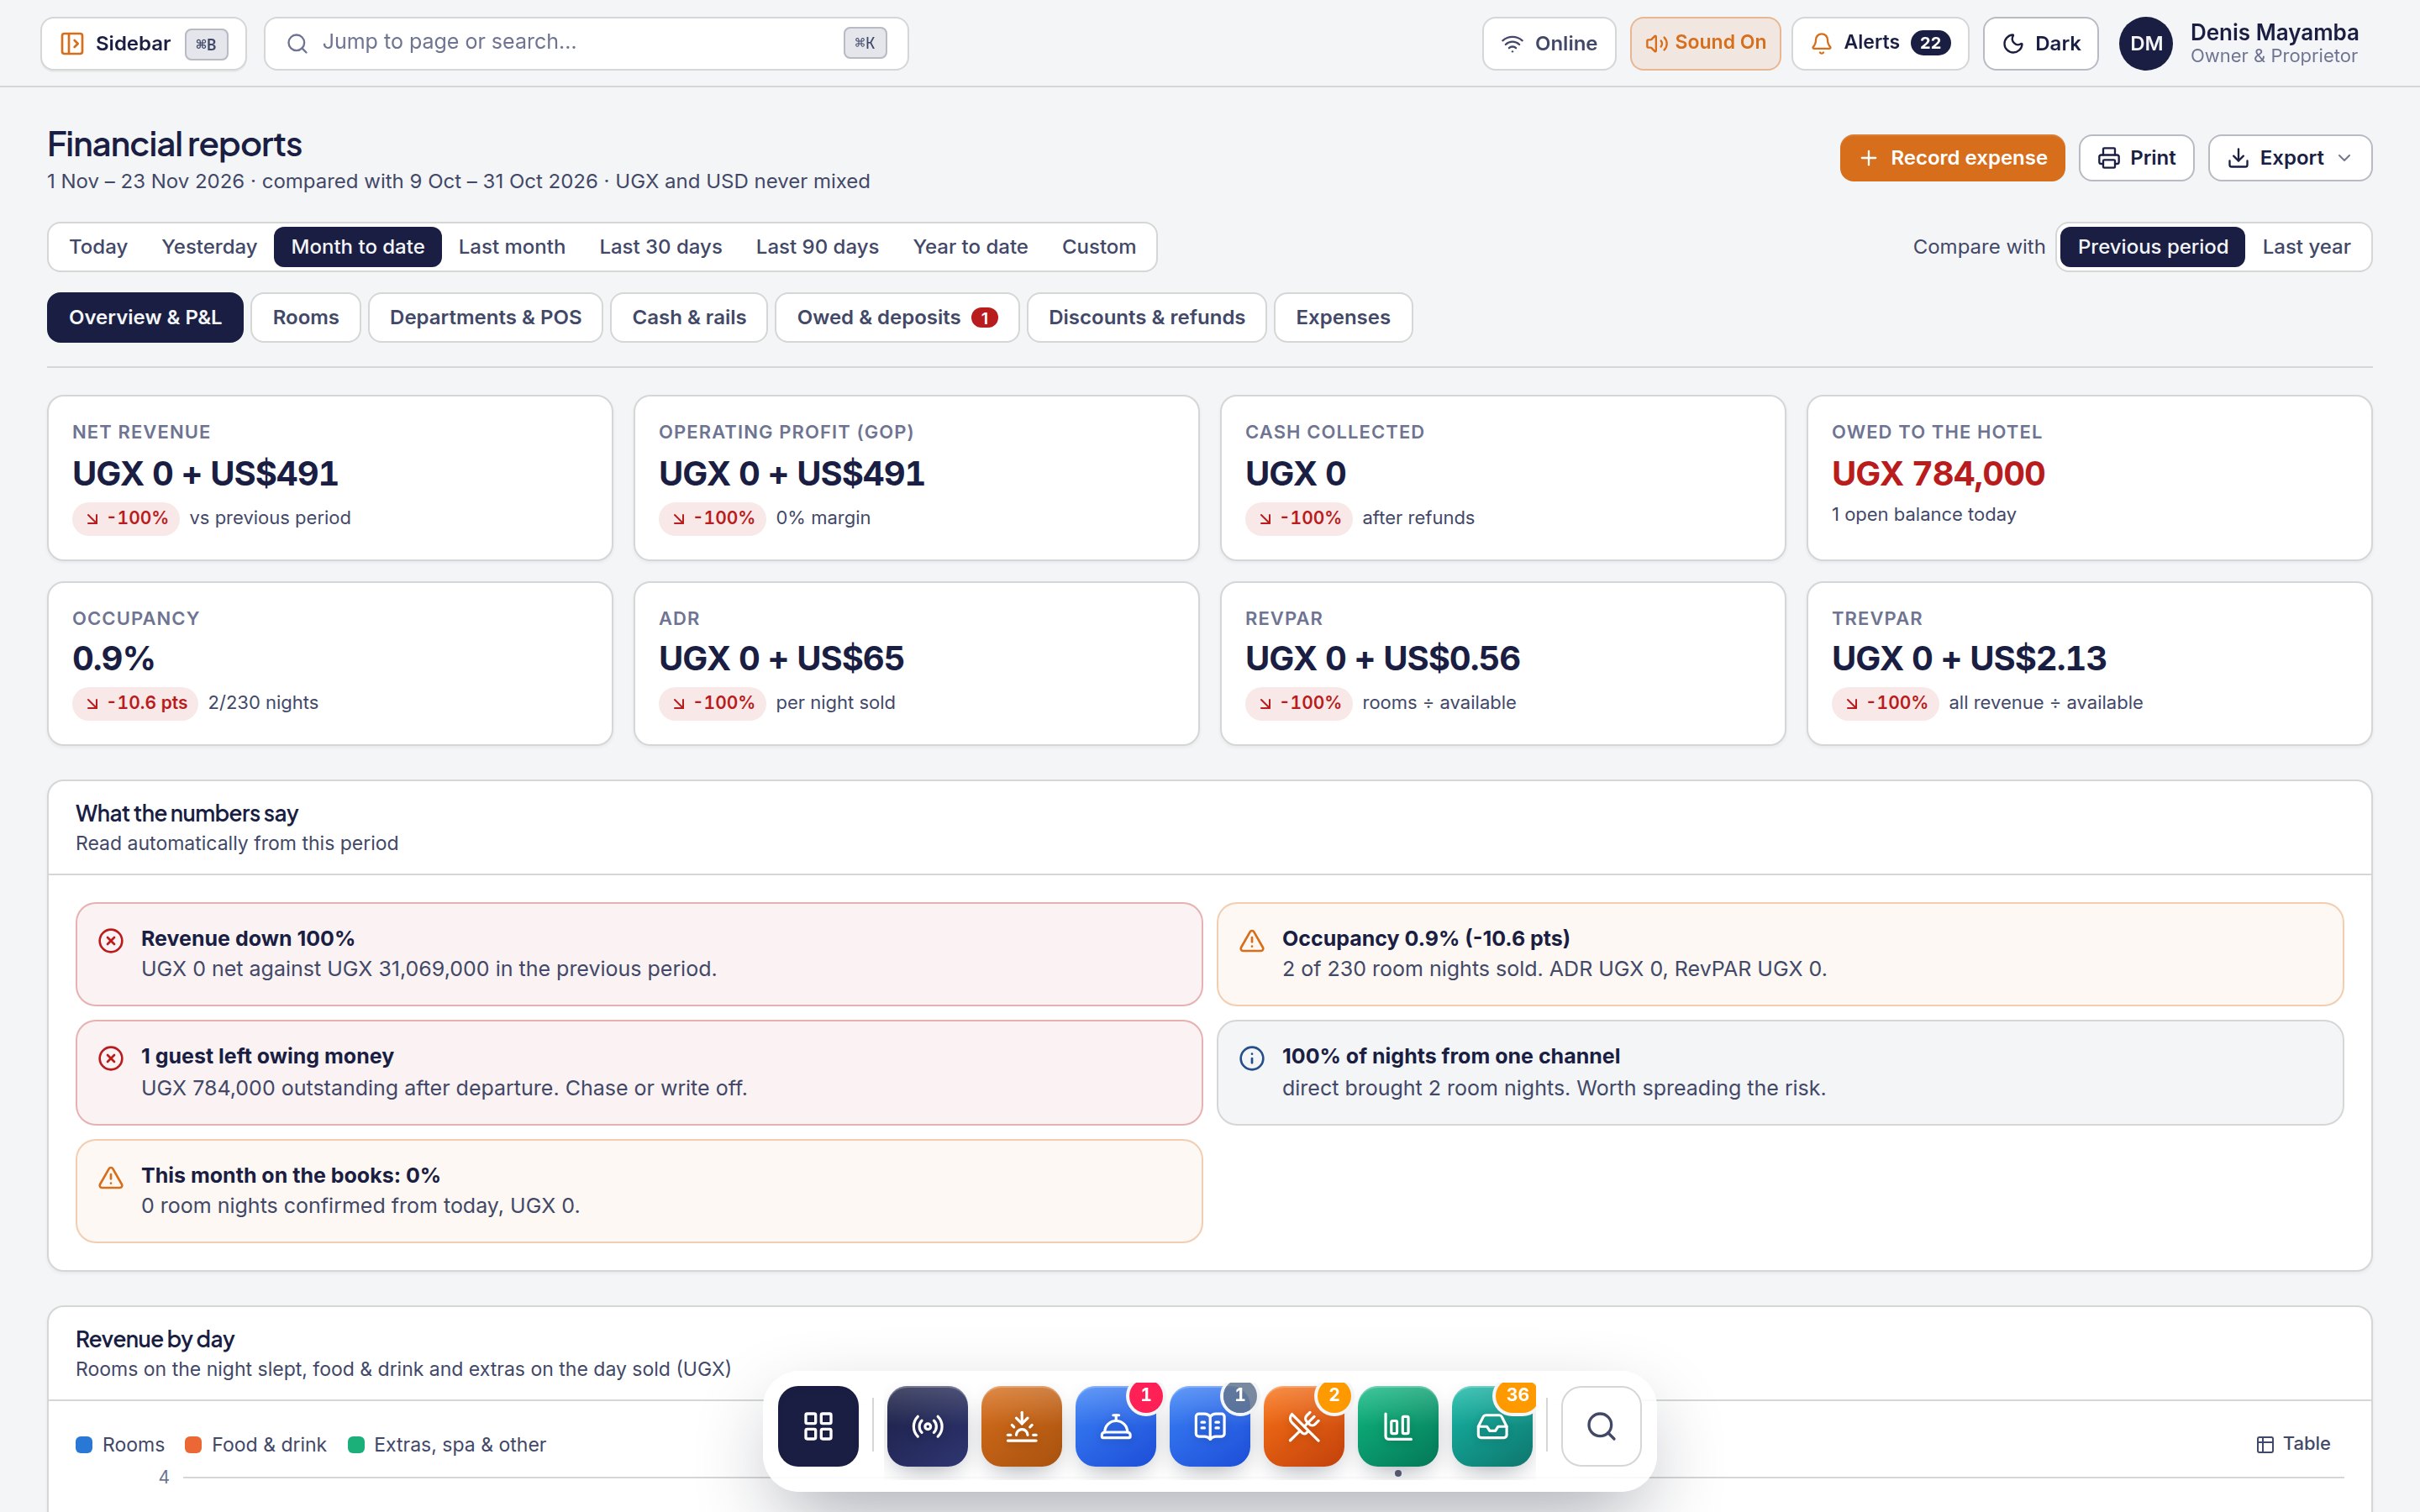 Sidebar ⌘B Jump to page or search... ⌘K Online Sound On Alerts 22 Dark DM Denis Mayamba
Owner & Proprietor
Financial reports
1 Nov – 23 Nov 2026 · compared with 9 Oct – 31 Oct 2026 · UGX and USD never mixed
Record expense Print Export
Today Yesterday Month to date Last month Last 30 days Last 90 days Year to date Custom Compare with Previous period Last year
Overview & P&L Rooms Departments & POS Cash & rails Owed & deposits 1 Discounts & refunds Expenses
NET REVENUE
UGX 0 + US$491
-100% vs previous period
OPERATING PROFIT (GOP)
UGX 0 + US$491
-100% 0% margin
CASH COLLECTED
UGX 0
-100% after refunds
OWED TO THE HOTEL
UGX 784,000
1 open balance today
OCCUPANCY
0.9%
-10.6 pts 2/230 nights
ADR
UGX 0 + US$65
-100% per night sold
REVPAR
UGX 0 + US$0.56
-100% rooms ÷ available
TREVPAR
UGX 0 + US$2.13
-100% all revenue ÷ available
What the numbers say
Read automatically from this period
Revenue down 100%
UGX 0 net against UGX 31,069,000 in the previous period.
Occupancy 0.9% (-10.6 pts)
2 of 230 room nights sold. ADR UGX 0, RevPAR UGX 0.
1 guest left owing money
UGX 784,000 outstanding after departure. Chase or write off.
100% of nights from one channel
direct brought 2 room nights. Worth spreading the risk.
This month on the books: 0%
0 room nights confirmed from today, UGX 0.
Revenue by day
Rooms on the night slept, food & drink and extras on the day sold (UGX)
Rooms Food & drink Extras, spa & other Table
4
1 1 2 36